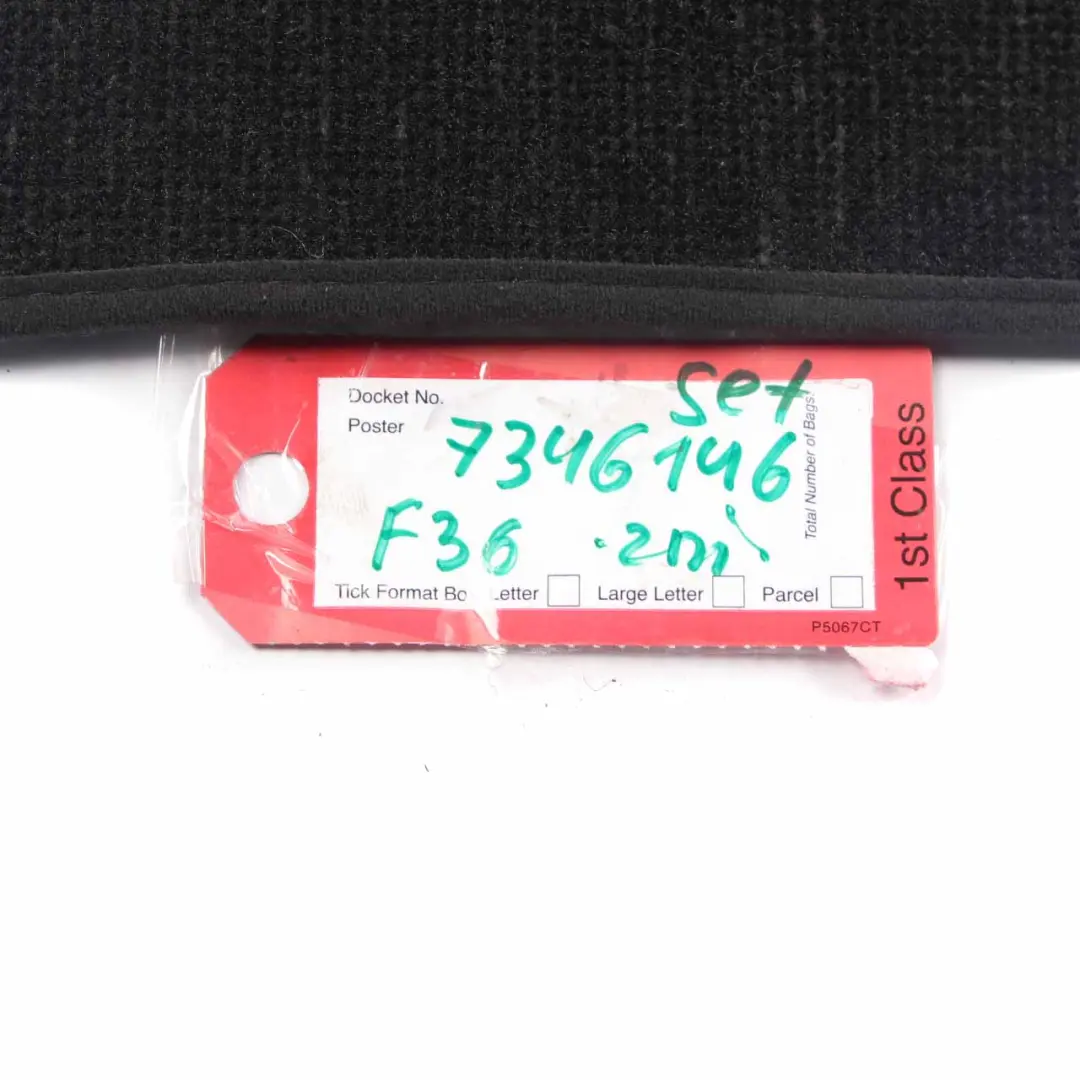 set
Docket No.
Poster
7346146
F36
Total Number of Bags:
1st Class
Tick Format Bo Letter Large Letter Parcel
P5067CT